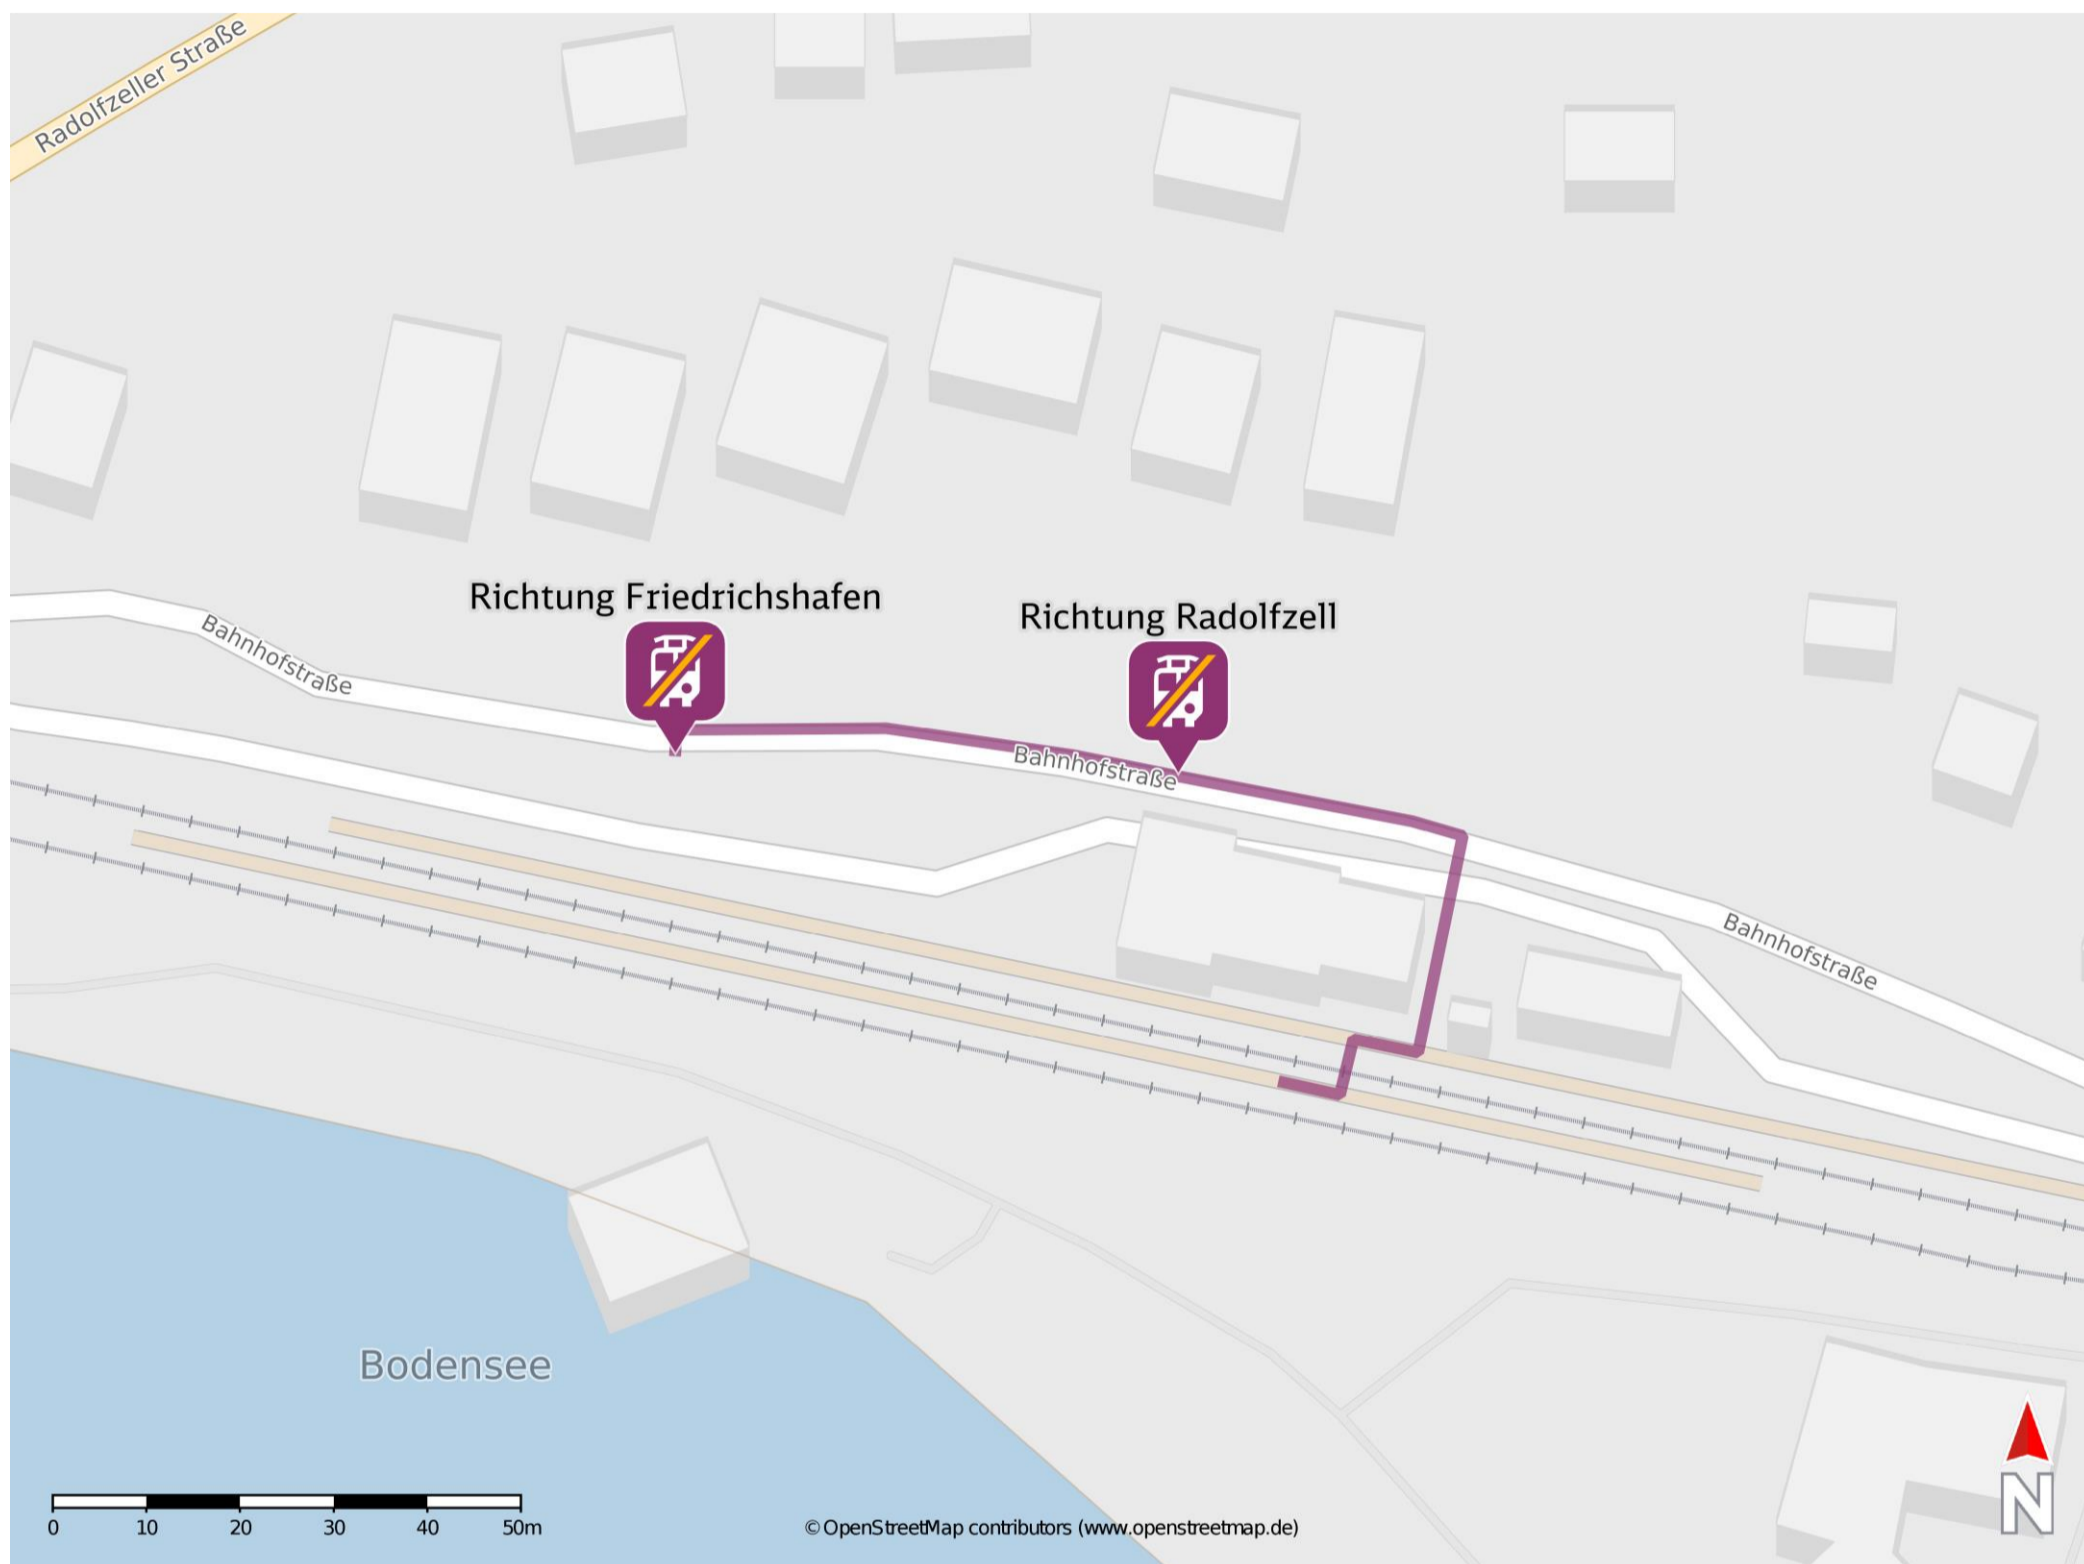 Radolfzeller Straße
Richtung Friedrichshafen
Richtung Radolfzell
Bahnhofstraße
Bahnhofstraße
Bahnhofstraße
Bodensee
0 10 20 30 40 50m
© OpenStreetMap contributors (www.openstreetmap.de)
N